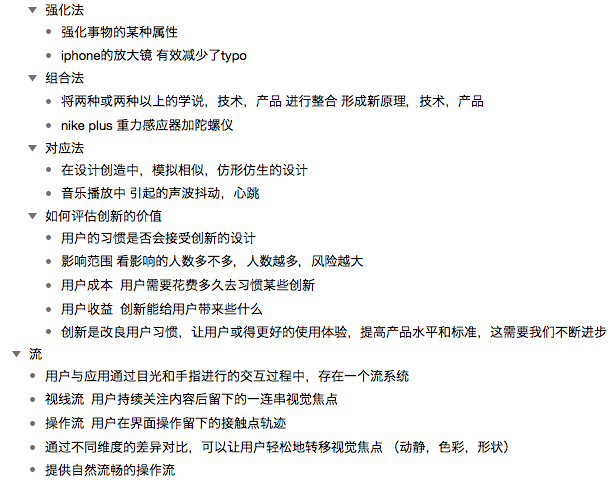 强化法
强化事物的某种属性
iphone的放大镜 有效减少了typo
组合法
将两种或两种以上的学说，技术，产品 进行整合 形成新原理，技术，产品
nike plus 重力感应器加陀螺仪
对应法
在设计创造中，模拟相似，仿形仿生的设计
音乐播放中 引起的声波抖动，心跳
如何评估创新的价值
用户的习惯是否会接受创新的设计
影响范围 看影响的人数多不多，人数越多，风险越大
用户成本 用户需要花费多久去习惯某些创新
用户收益 创新能给用户带来些什么
创新是改良用户习惯，让用户或得更好的使用体验，提高产品水平和标准，这需要我们不断进步
流
用户与应用通过目光和手指进行的交互过程中，存在一个流系统
视线流 用户持续关注内容后留下的一连串视觉焦点
操作流 用户在界面操作留下的接触点轨迹
通过不同维度的差异对比，可以让用户轻松地转移视觉焦点 （动静，色彩，形状）
提供自然流畅的操作流